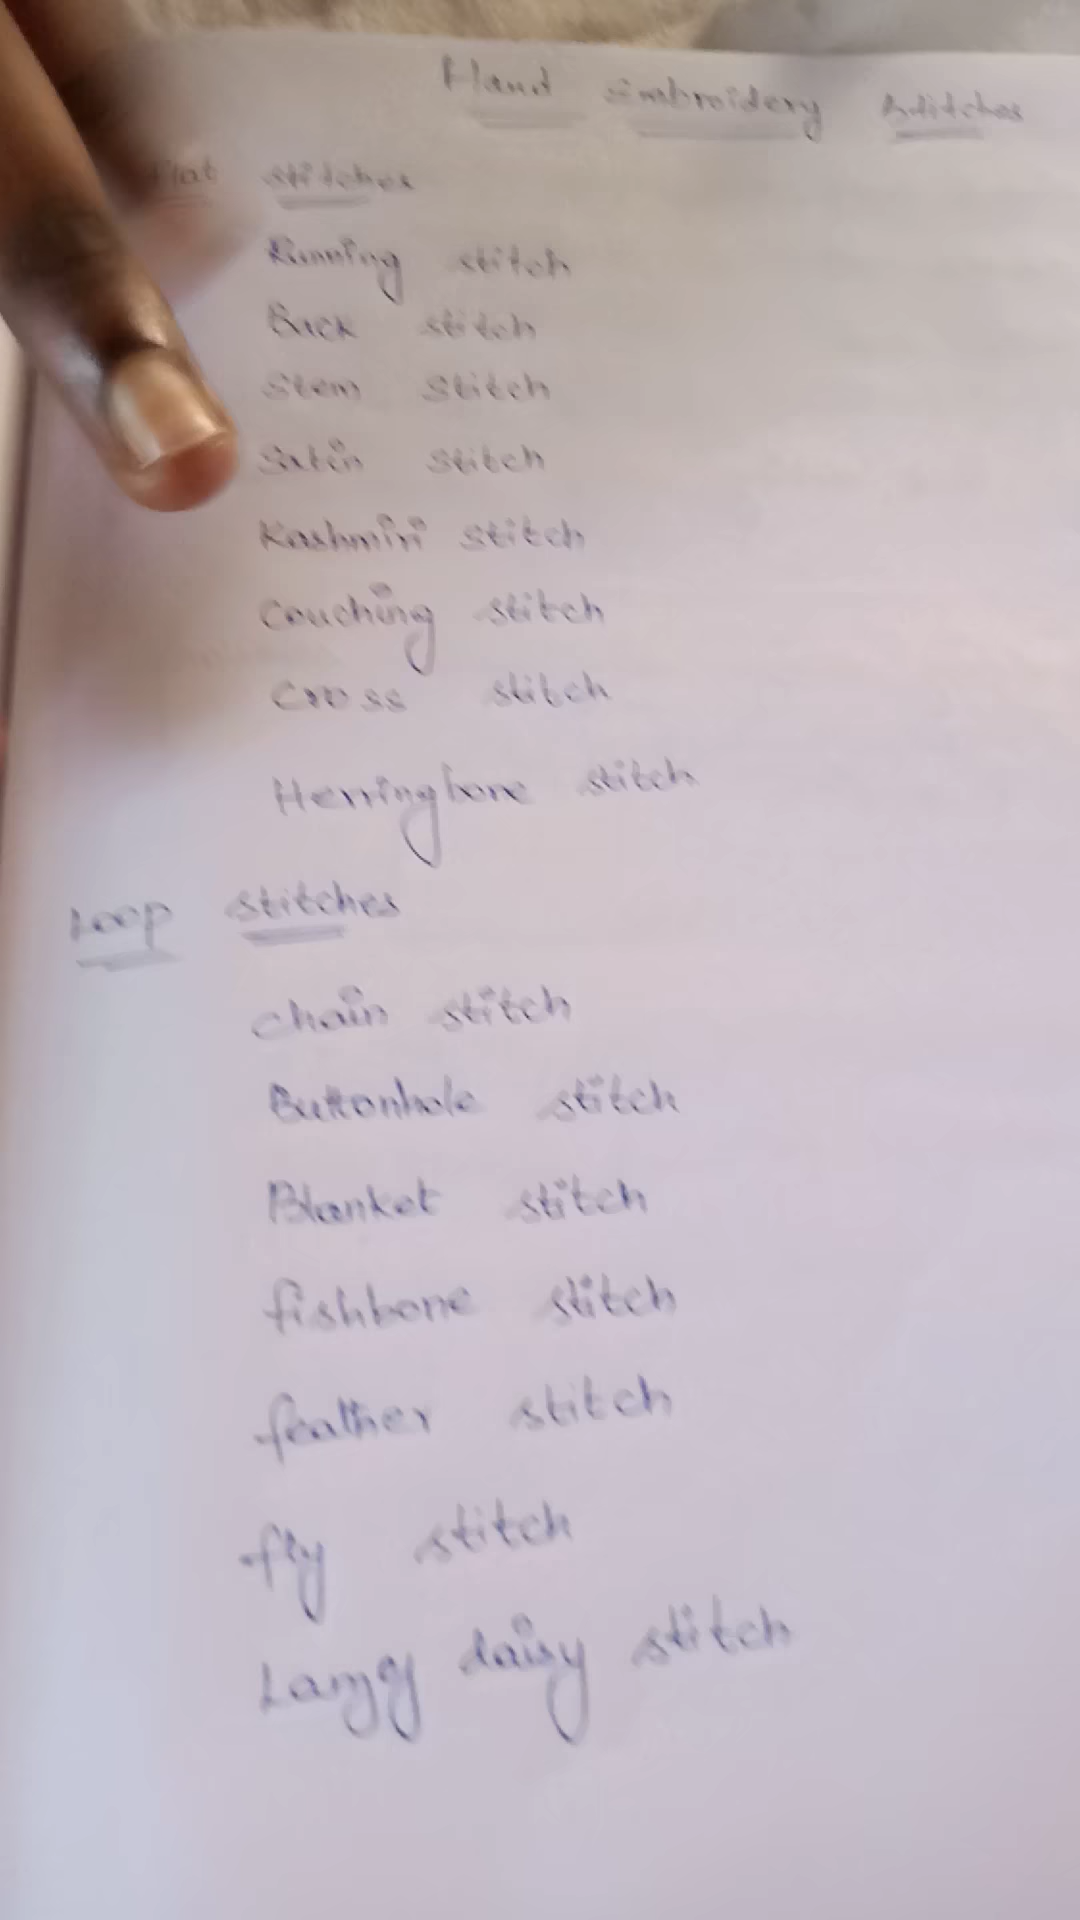 Hand Embroidery Stitches
Flat stitches
Running stitch
Back stitch
Stem stitch
Satin stitch
Kashmiri stitch
Couching stitch
Cross stitch
Herringbone stitch
Loop stitches
chain stitch
Buttonhole stitch
Blanket stitch
fishbone stitch
feather stitch
fly stitch
daisy stitch